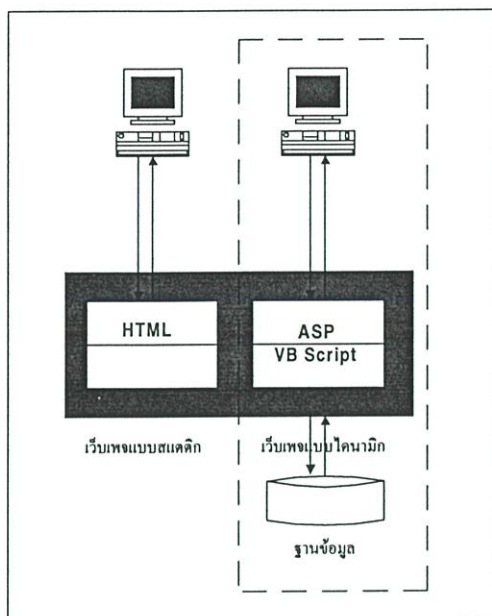 HTML
ASP
VB Script
เว็บเพจแบบสแตติก
เว็บเพจแบบไดนามิก
ฐานข้อมูล